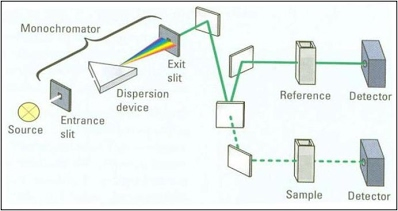 Monochromator
Exit
slit
Dispersion
device
Entrance
slit
Source
Reference
Detector
Sample
Detector